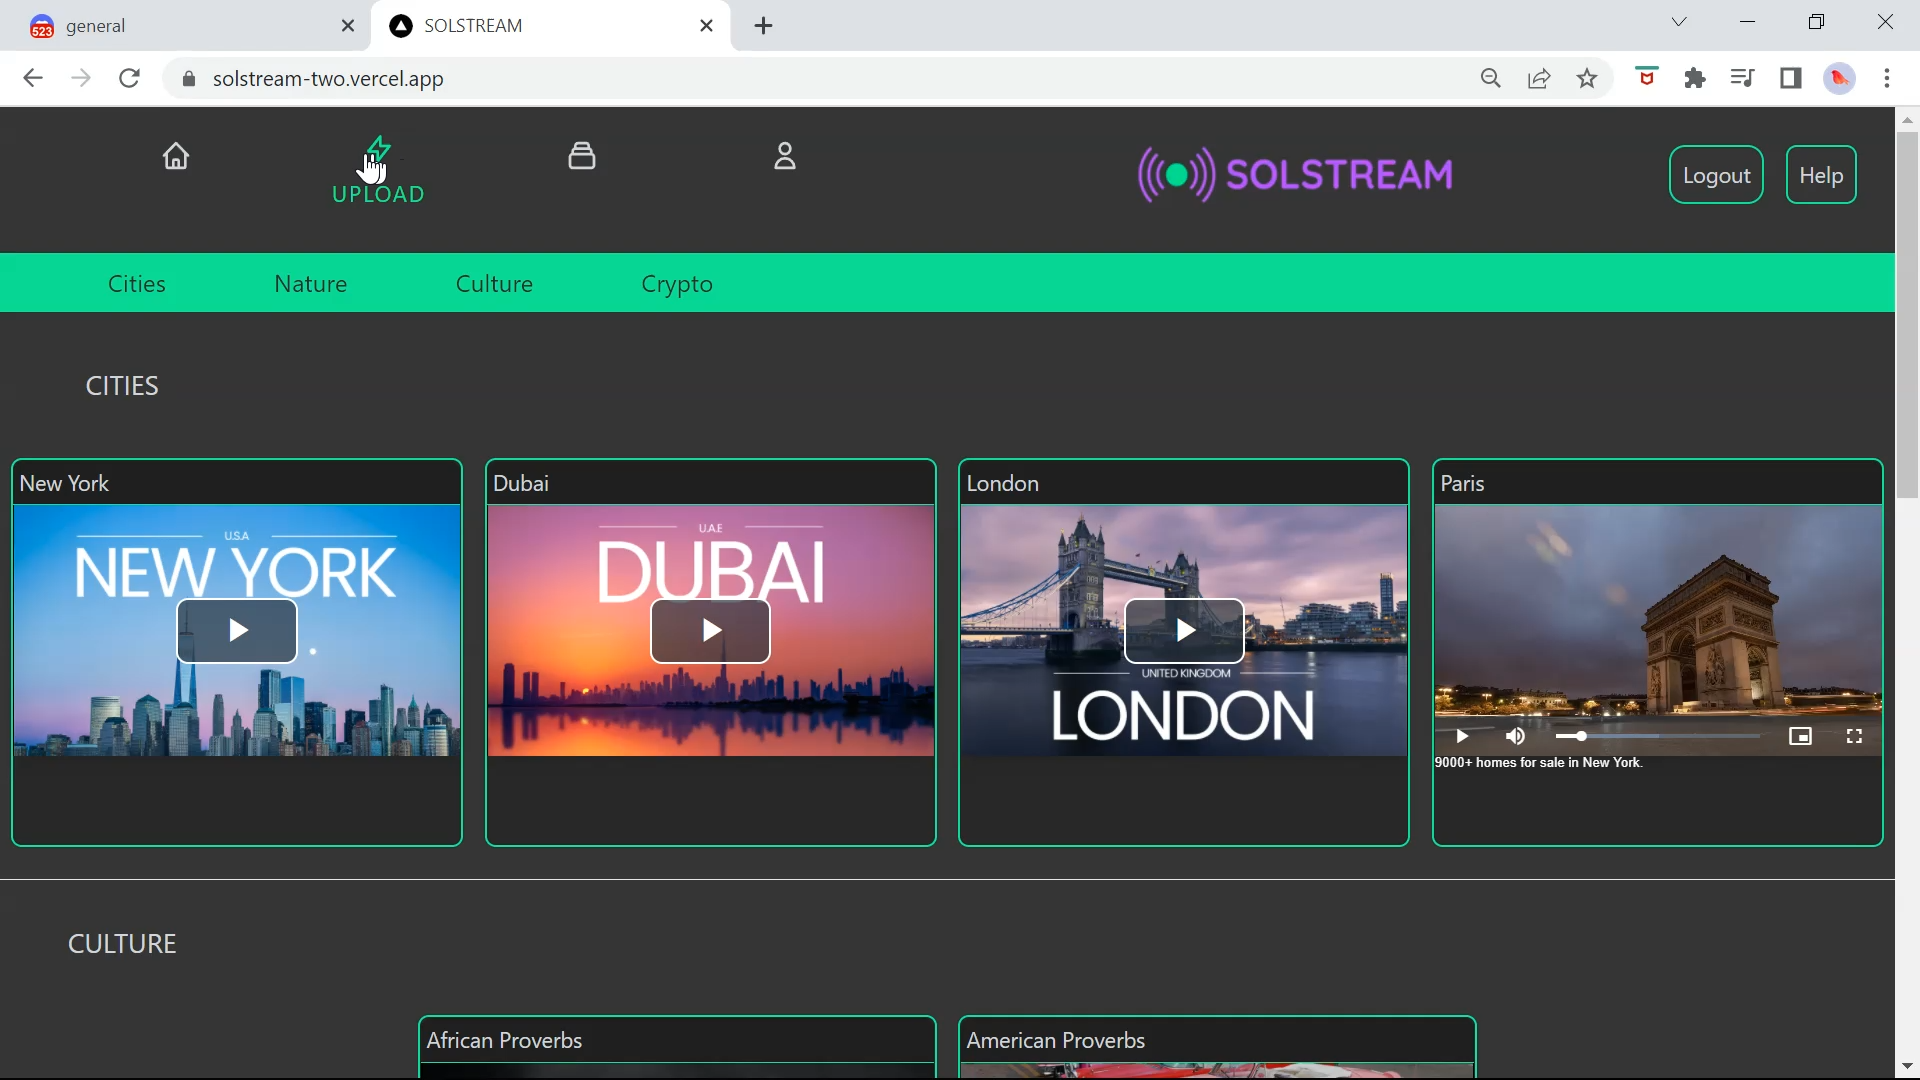 523 general
SOLSTREAM
solstream-two.vercel.app
UPLOAD
SOLSTREAM
Logout
Help
Cities
Nature
Culture
Crypto
CITIES
New York
Dubai
London
Paris
U.S.A
NEW YORK
U.A.E
DUBAI
UNITED KINGDOM
LONDON
9000+ homes for sale in New York.
CULTURE
African Proverbs
American Proverbs